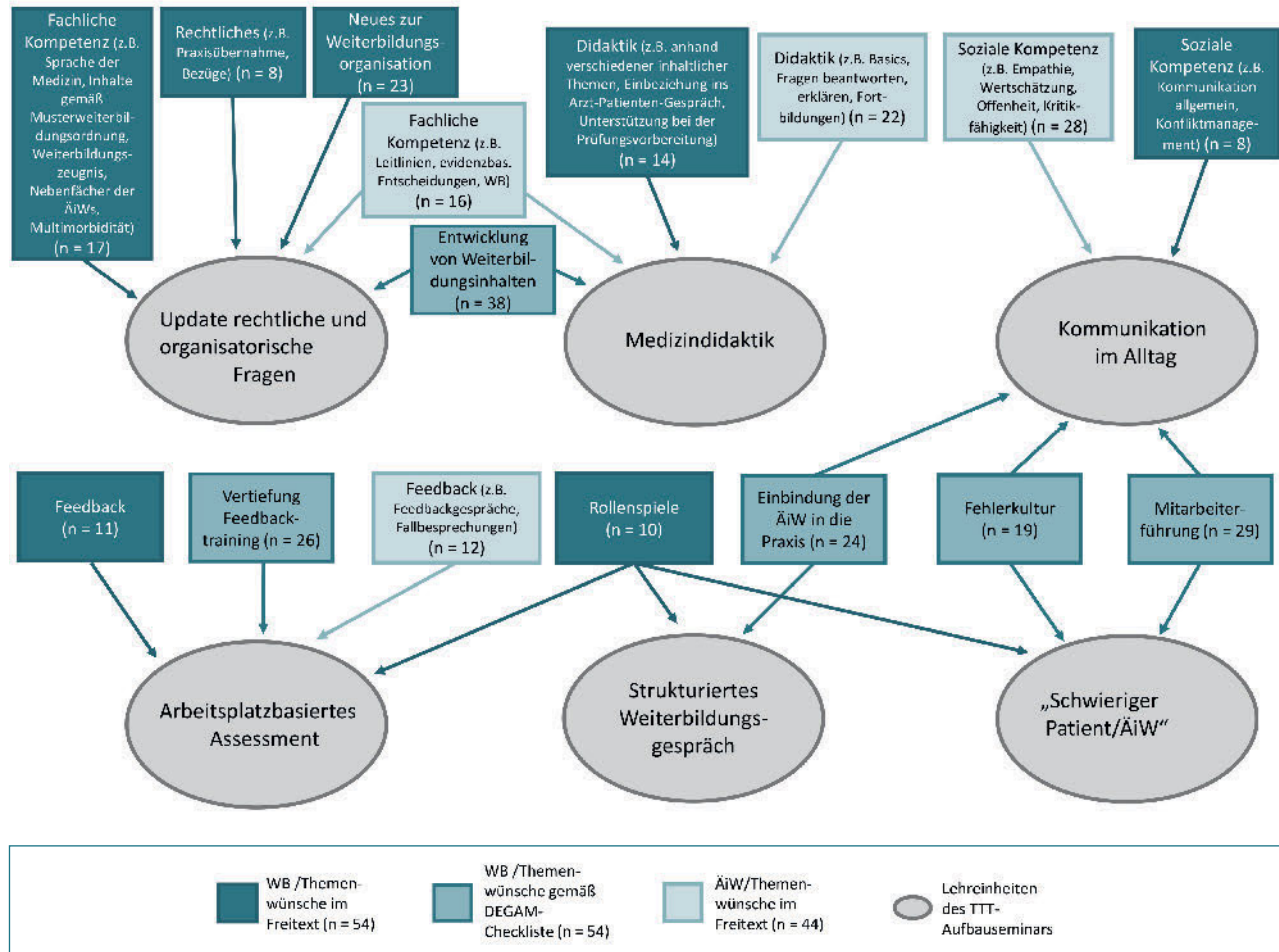 Fachliche
Kompetenz (z.B.
Sprache der
Medizin, Inhalte
gemäß
Musterweiterbil-
dungsordnung,
Weiterbildungs-
zeugnis,
Nebenfächer der
ÄiWs,
Multimorbidität)
(n = 17)
Rechtliches (z.B.
Praxisübernahme,
Bezüge) (n = 8)
Neues zur
Weiterbildungs-
organisation
(n = 23)
Fachliche
Kompetenz (z.B.
Leitlinien, evidenzbas.
Entscheidungen, WB)
(n = 16)
Entwicklung
von Weiterbil-
dungsinhalten
(n = 38)
Didaktik (z.B. anhand
verschiedener inhaltlicher
Themen, Einbeziehung ins
Arzt-Patienten-Gespräch,
Unterstützung bei der
Prüfungsvorbereitung)
(n = 14)
Didaktik (z.B. Basics,
Fragen beantworten,
erklären, Fort-
bildungen) (n = 22)
Soziale Kompetenz
(z.B. Empathie,
Wertschätzung,
Offenheit, Kritik-
fähigkeit) (n = 28)
Soziale
Kompetenz (z.B.
Kommunikation
allgemein,
Konfliktmanage-
ment) (n = 8)
Update rechtliche und
organisatorische
Fragen
Medizindidaktik
Kommunikation
im Alltag
Feedback
(n = 11)
Vertiefung
Feedback-
training (n = 26)
Feedback (z.B.
Feedbackgespräche,
Fallbesprechungen)
(n = 12)
Rollenspiele
(n = 10)
Einbindung der
ÄiW in die
Praxis (n = 24)
Fehlerkultur
(n = 19)
Mitarbeiter-
führung (n = 29)
Arbeitsplatzbasiertes
Assessment
Strukturiertes
Weiterbildungs-
gespräch
„Schwieriger
Patient/ÄiW“
WB /Themen-
wünsche im
Freitext (n = 54)
WB /Themen-
wünsche gemäß
DEGAM-
Checkliste (n = 54)
ÄiW/Themen-
wünsche im
Freitext (n = 44)
Lehreinheiten
des TTT-
Aufbauseminars